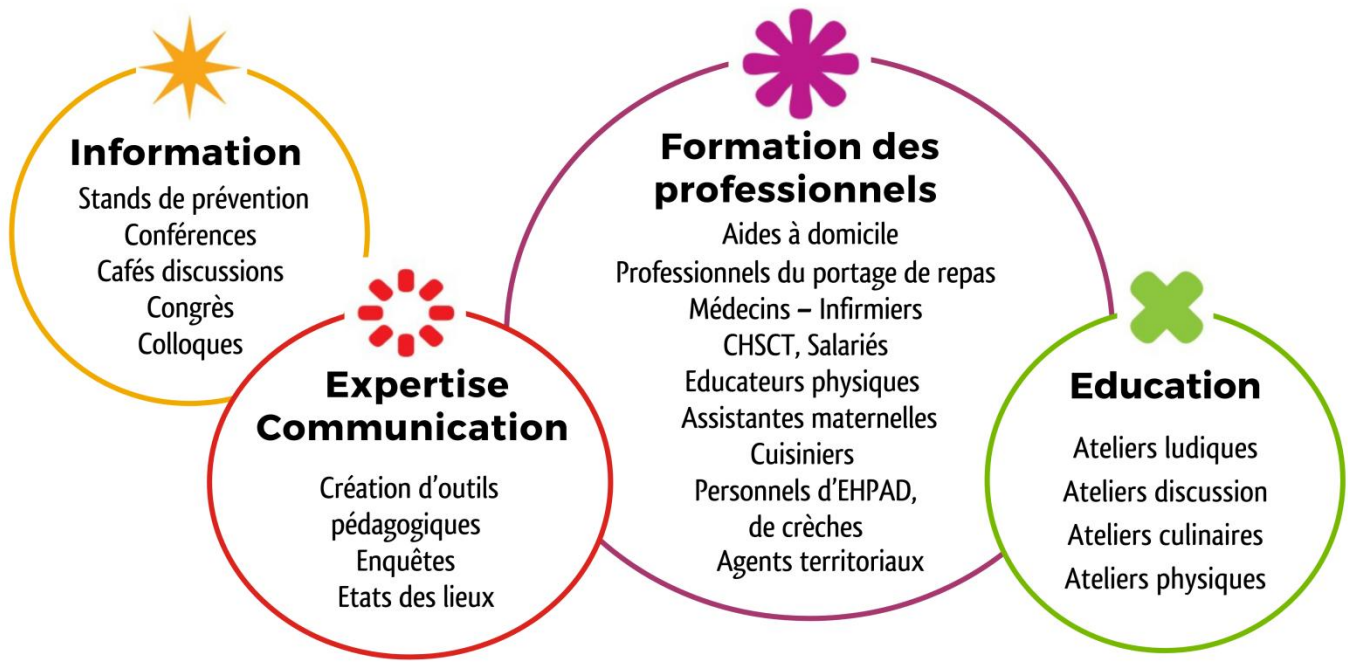 Information
Stands de prévention
Conférences
Cafés discussions
Congrès
Colloques
Expertise
Communication
Création d’outils
pédagogiques
Enquêtes
Etats des lieux
Formation des
professionnels
Aides à domicile
Professionnels du portage de repas
Médecins – Infirmiers
CHSCT, Salariés
Educateurs physiques
Assistantes maternelles
Cuisiniers
Personnels d’EHPAD,
de crèches
Agents territoriaux
Education
Ateliers ludiques
Ateliers discussion
Ateliers culinaires
Ateliers physiques